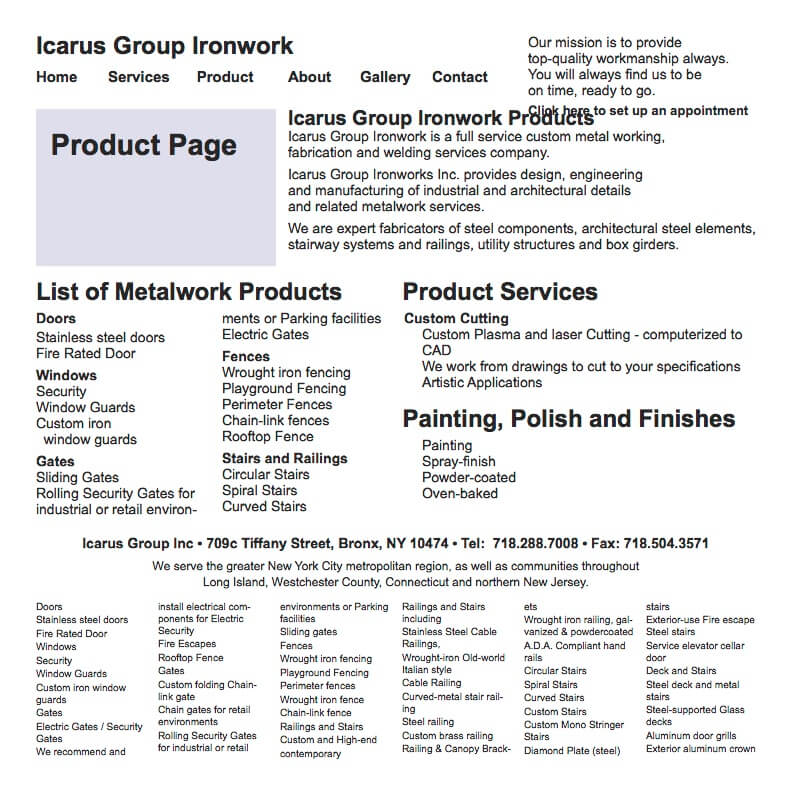 Icarus Group Ironwork
Home Services Product About Gallery Contact
Our mission is to provide
top-quality workmanship always.
You will always find us to be
on time, ready to go.
Click here to set up an appointment
Product Page
Icarus Group Ironwork Products
Icarus Group Ironwork is a full service custom metal working,
fabrication and welding services company.
Icarus Group Ironworks Inc. provides design, engineering
and manufacturing of industrial and architectural details
and related metalwork services.
We are expert fabricators of steel components, architectural steel elements,
stairway systems and railings, utility structures and box girders.
List of Metalwork Products
Doors
Stainless steel doors
Fire Rated Door
Windows
Security
Window Guards
Custom iron
window guards
Gates
Sliding Gates
Rolling Security Gates for
industrial or retail environ-
ments or Parking facilities
Electric Gates
Fences
Wrought iron fencing
Playground Fencing
Perimeter Fences
Chain-link fences
Rooftop Fence
Stairs and Railings
Circular Stairs
Spiral Stairs
Curved Stairs
Product Services
Custom Cutting
Custom Plasma and laser Cutting - computerized to
CAD
We work from drawings to cut to your specifications
Artistic Applications
Painting, Polish and Finishes
Painting
Spray-finish
Powder-coated
Oven-baked
Icarus Group Inc • 709c Tiffany Street, Bronx, NY 10474 • Tel: 718.288.7008 • Fax: 718.504.3571
We serve the greater New York City metropolitan region, as well as communities throughout
Long Island, Westchester County, Connecticut and northern New Jersey.
Doors
Stainless steel doors
Fire Rated Door
Windows
Security
Window Guards
Custom iron window
guards
Gates
Electric Gates / Security
Gates
We recommend and
install electrical com-
ponents for Electric
Security
Fire Escapes
Rooftop Fence
Gates
Custom folding Chain-
link gate
Chain gates for retail
environments
Rolling Security Gates
for industrial or retail
environments or Parking
facilities
Sliding gates
Fences
Wrought iron fencing
Playground Fencing
Perimeter fences
Wrought iron fence
Chain-link fence
Railings and Stairs
Custom and High-end
contemporary
Railings and Stairs
including
Stainless Steel Cable
Railings,
Wrought-iron Old-world
Italian style
Cable Railing
Curved-metal stair rail-
ing
Steel railing
Custom brass railing
Railing & Canopy Brack-
ets
Wrought iron railing, gal-
vanized & powdercoated
A.D.A. Compliant hand
rails
Circular Stairs
Spiral Stairs
Curved Stairs
Custom Stairs
Custom Mono Stringer
Stairs
Diamond Plate (steel)
stairs
Exterior-use Fire escape
Steel stairs
Service elevator cellar
door
Deck and Stairs
Steel deck and metal
stairs
Steel-supported Glass
decks
Aluminum door grills
Exterior aluminum crown